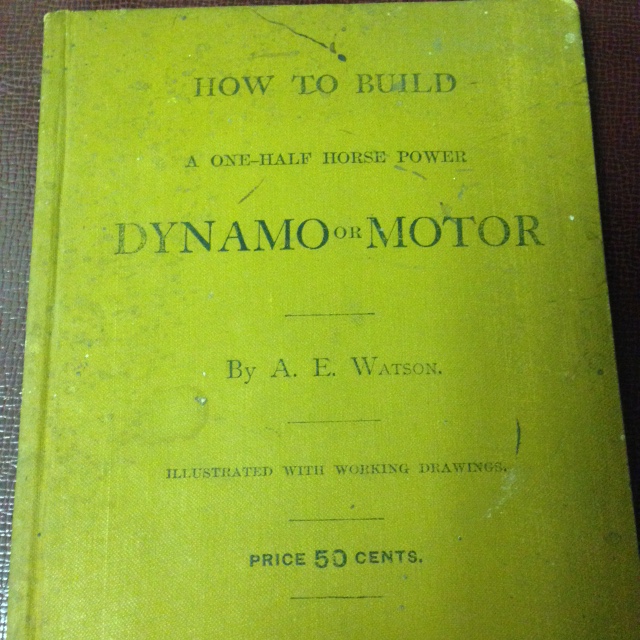 HOW TO BUILD
A ONE-HALF HORSE POWER
DYNAMO OR MOTOR
By A. E. WATSON.
ILLUSTRATED WITH WORKING DRAWINGS.
PRICE 50 CENTS.